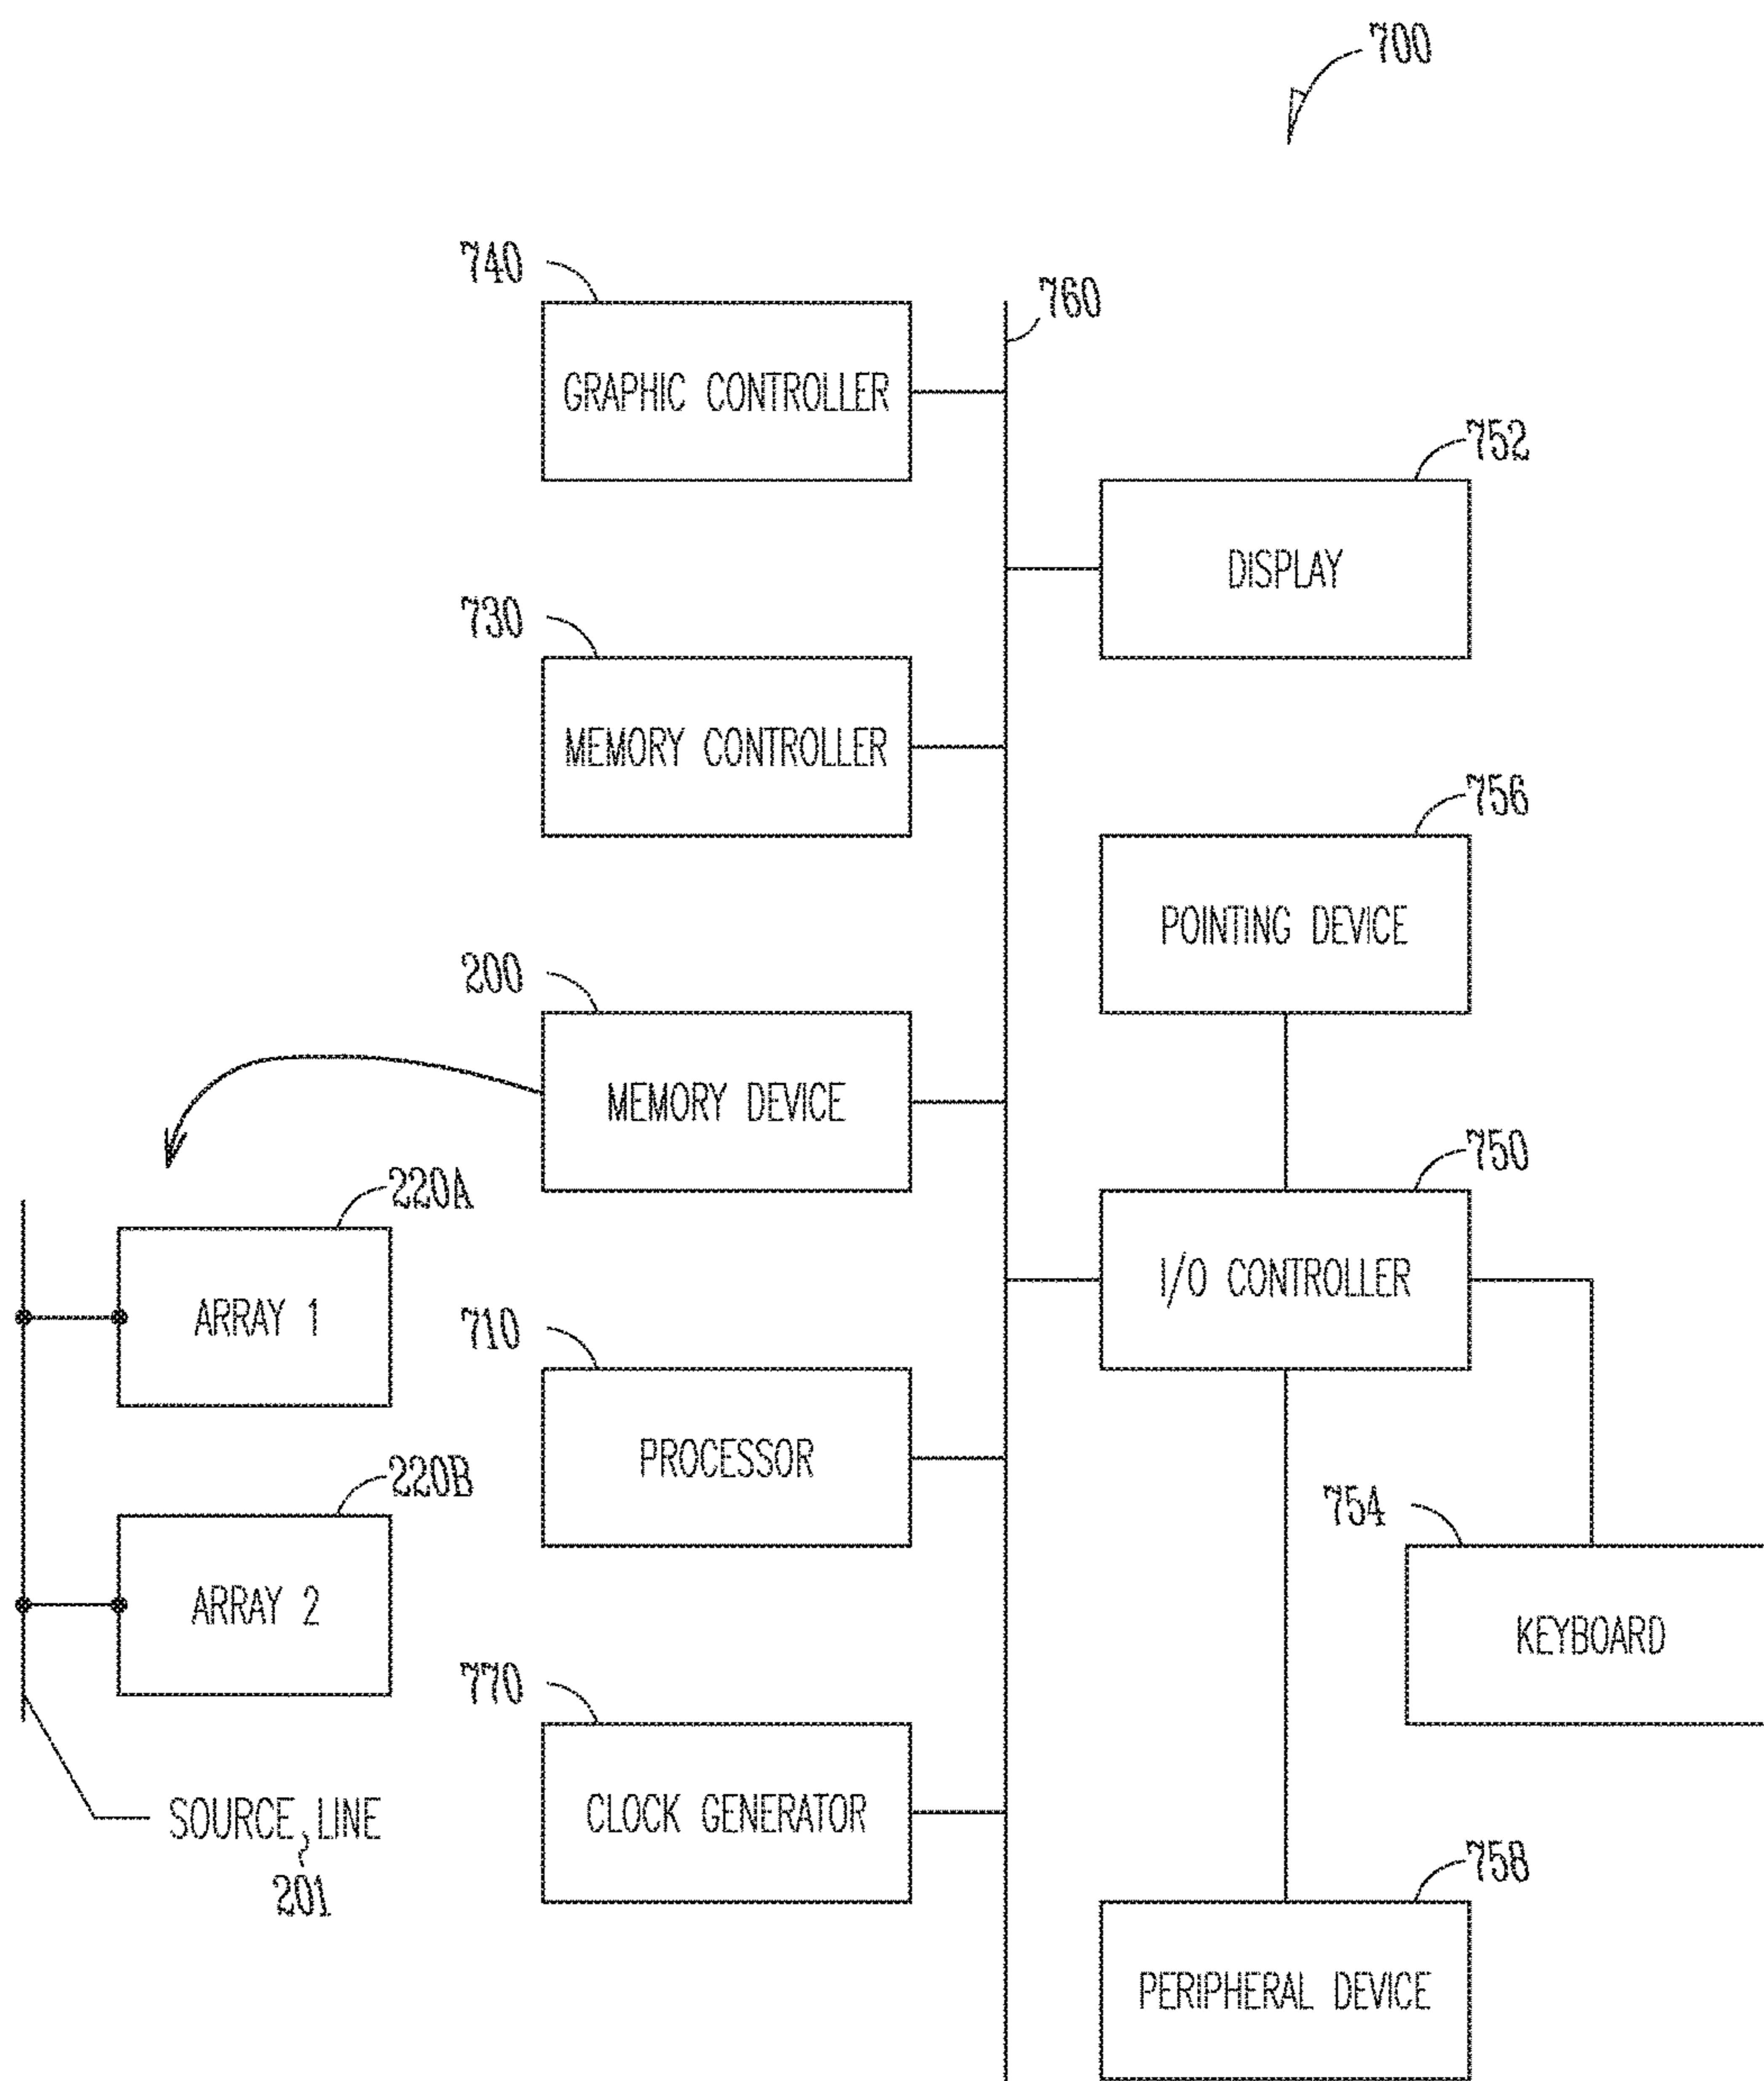 700
740
760
GRAPHIC CONTROLLER
752
DISPLAY
730
MEMORY CONTROLLER
756
POINTING DEVICE
200
MEMORY DEVICE
220A
ARRAY 1
750
I/O CONTROLLER
710
PROCESSOR
220B
ARRAY 2
754
KEYBOARD
770
CLOCK GENERATOR
SOURCE LINE
201
758
PERIPHERAL DEVICE